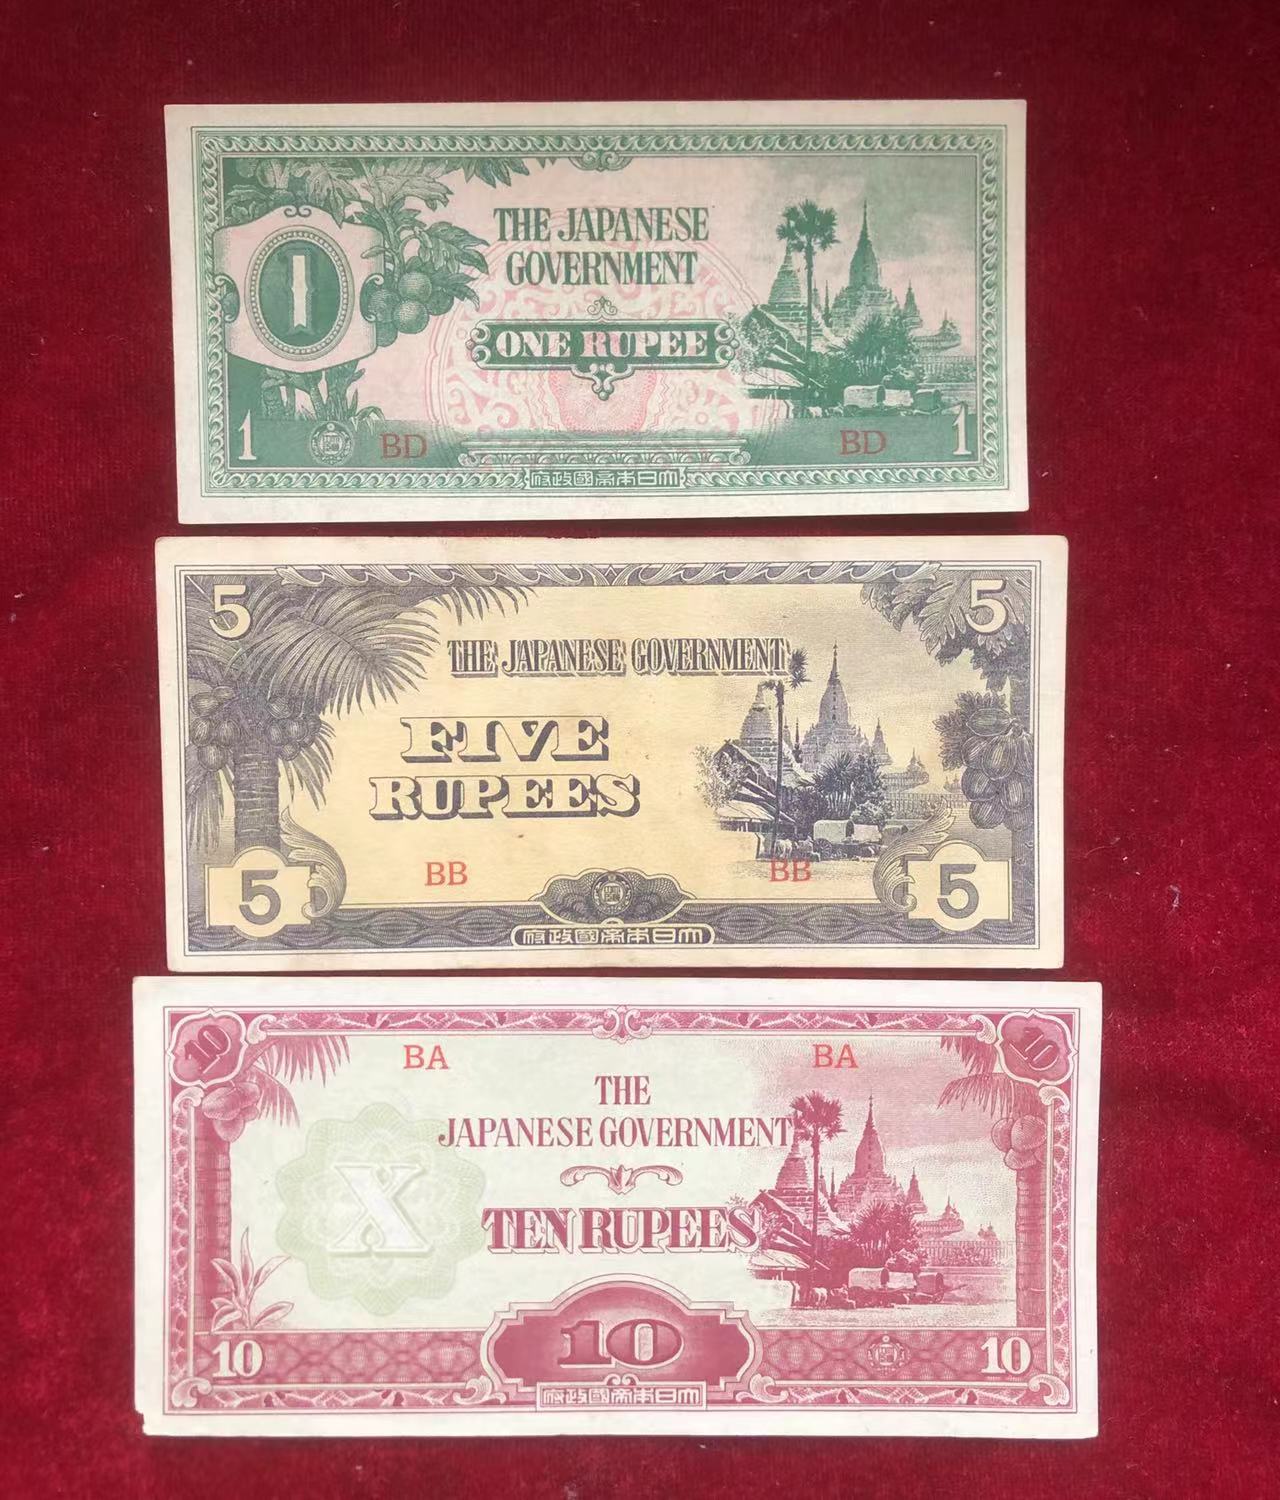 THE JAPANESE
GOVERNMENT
1
ONE RUPEE
1 BD BD 1
府政國帝本日大
5 5
THE JAPANESE GOVERNMENT
FIVE
RUPEES
BB BB
5 5
府政國帝本日大
10 10
BA BA
THE
JAPANESE GOVERNMENT
X
TEN RUPEES
10
10 10
府政國帝本日大